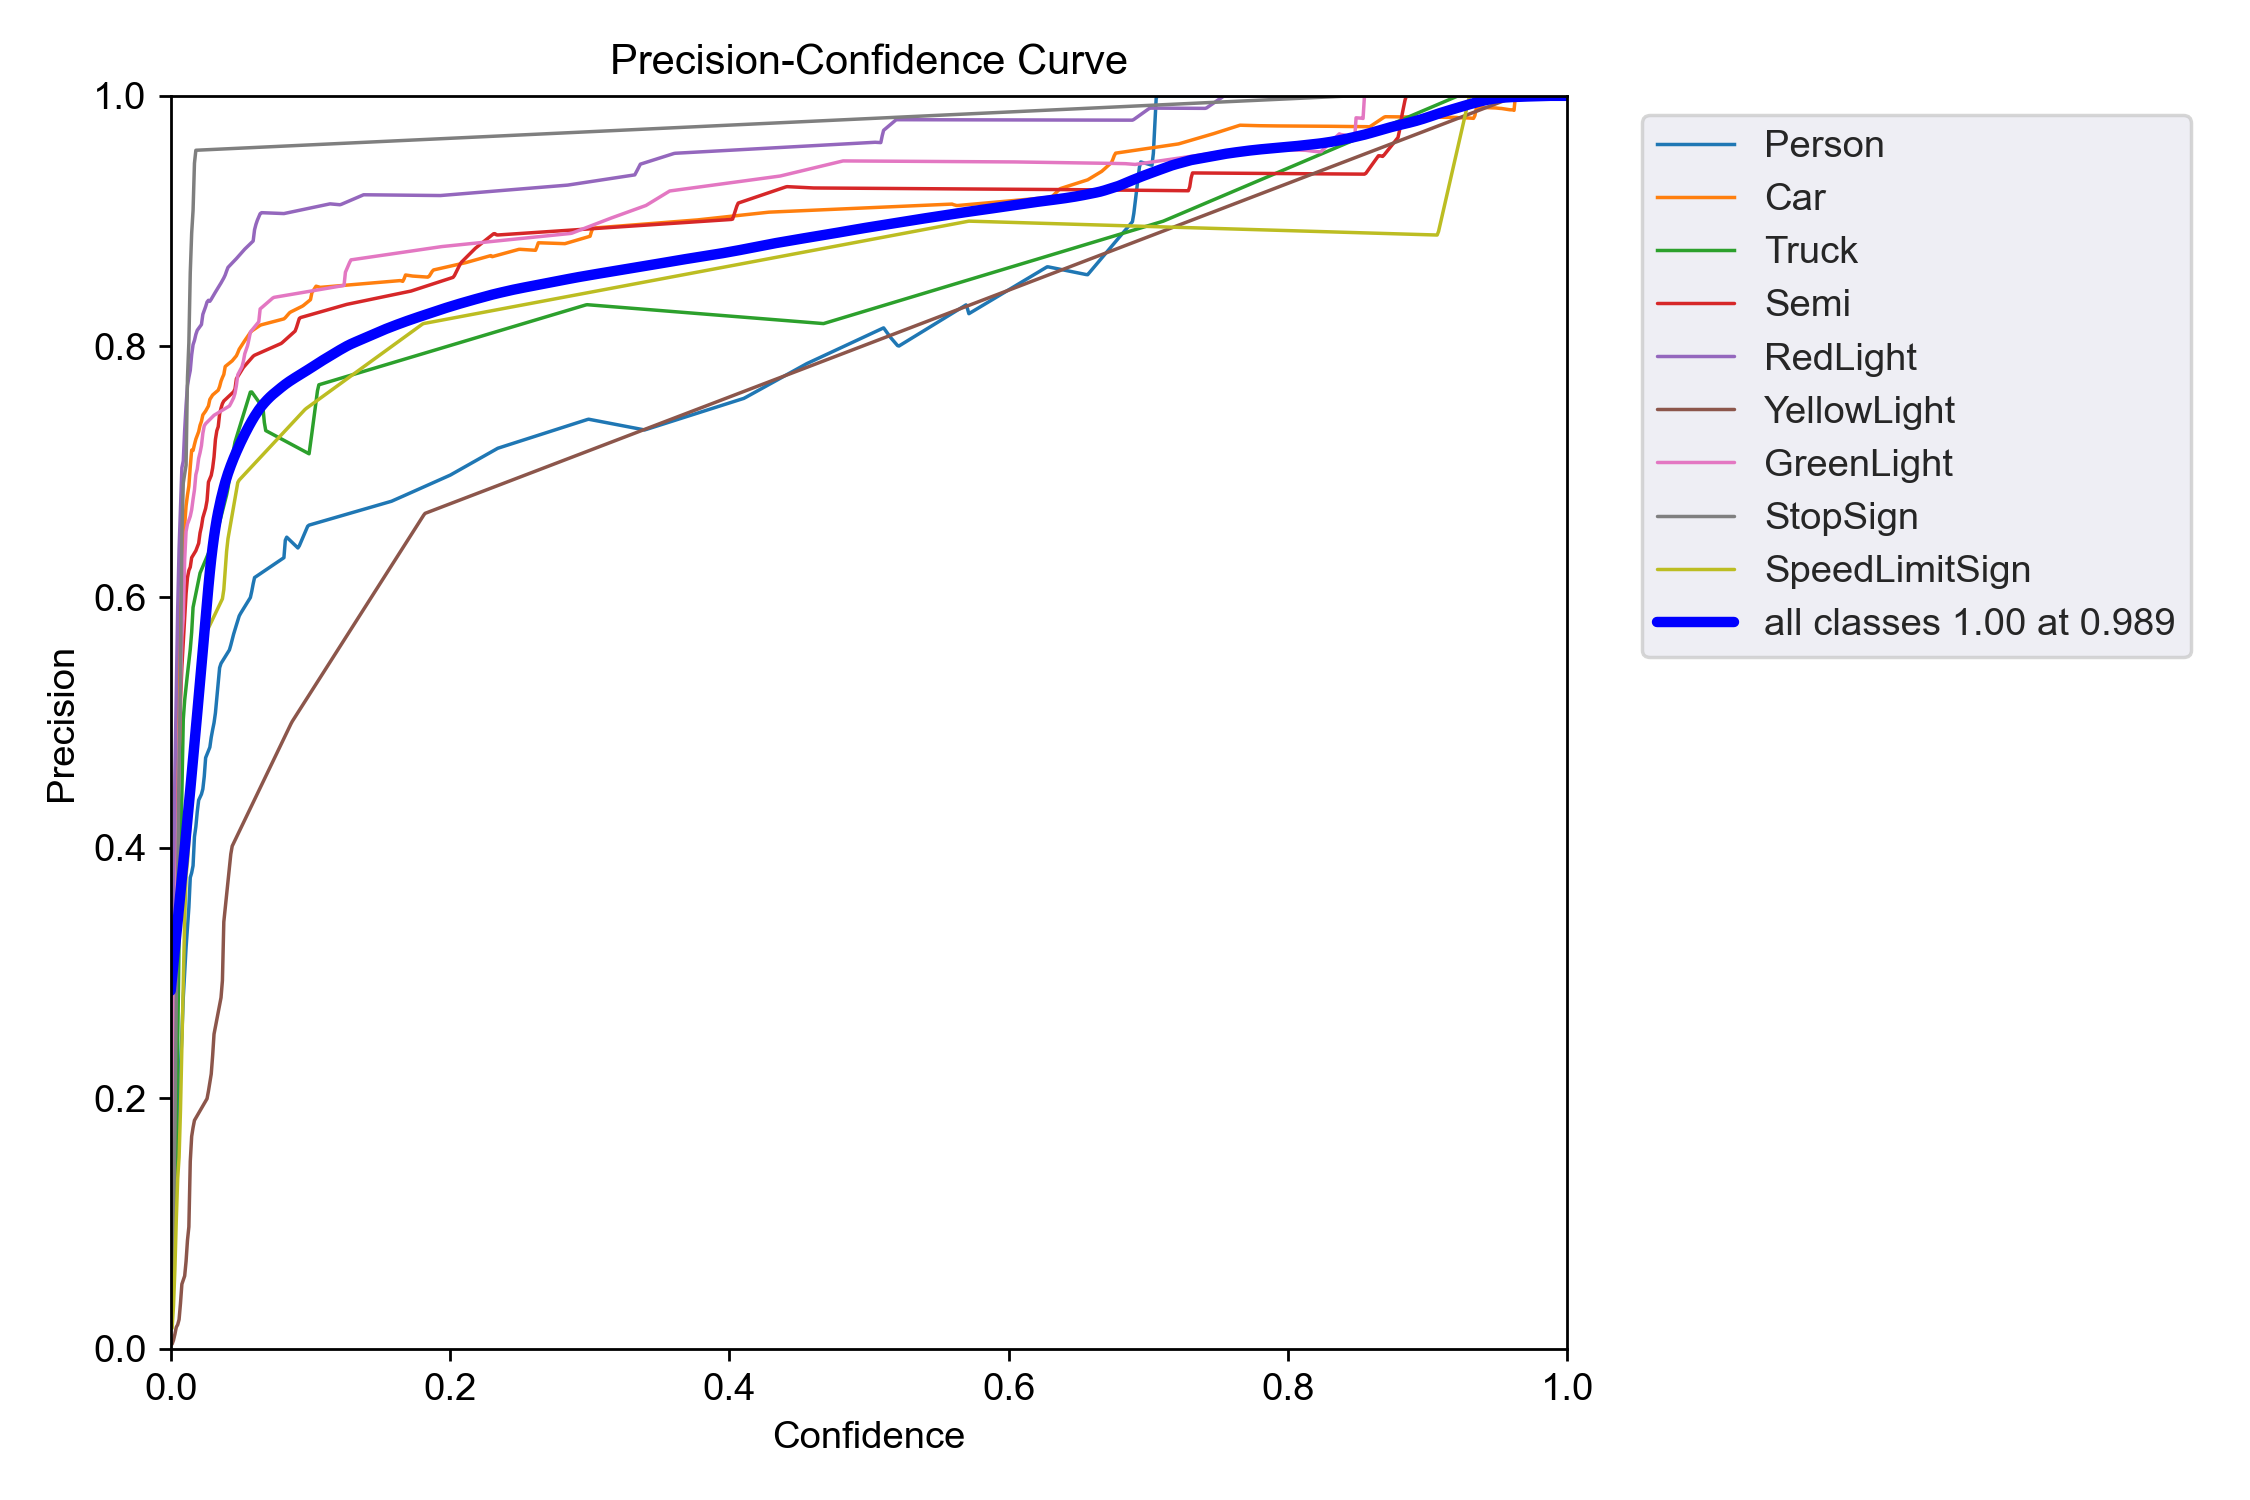 Precision-Confidence Curve
1.0
0.8
0.6
0.4
0.2
0.0
Precision
0.0 0.2 0.4 0.6 0.8 1.0
Confidence
Person
Car
Truck
Semi
RedLight
YellowLight
GreenLight
StopSign
SpeedLimitSign
all classes 1.00 at 0.989